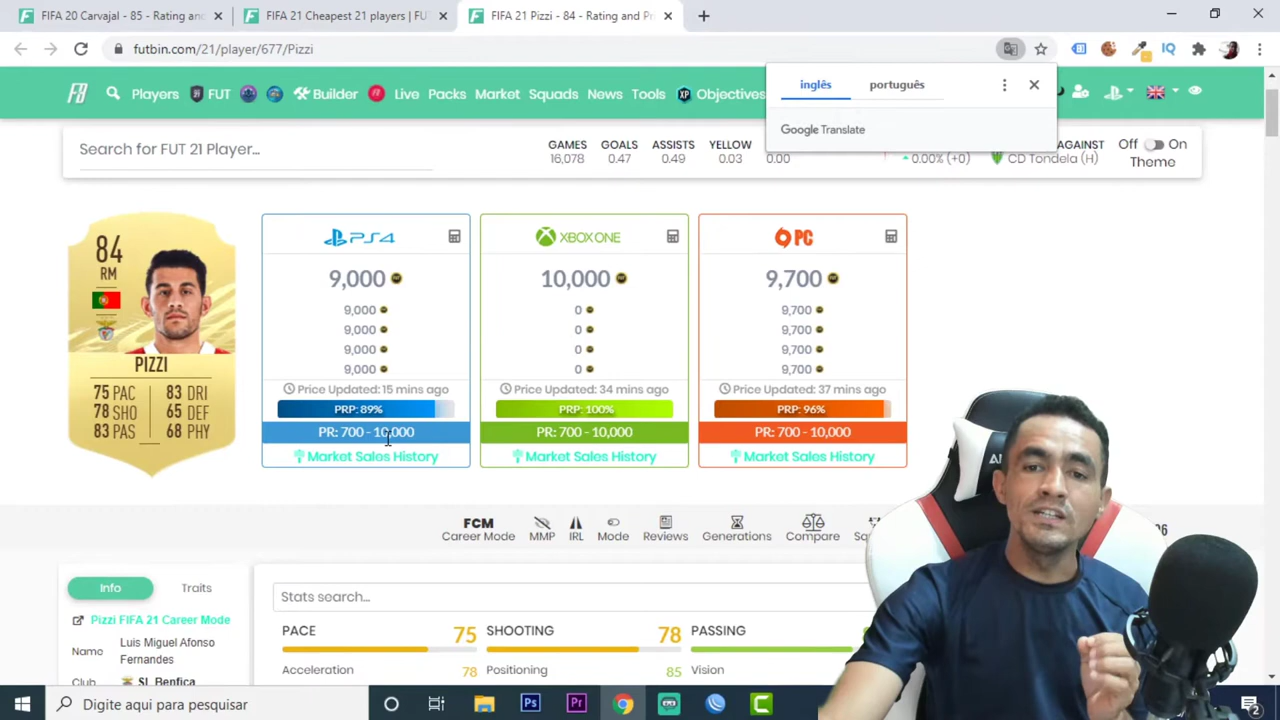 FIFA 20 Carvajal - 85 - Rating and
FIFA 21 Cheapest 21 players | FUT
FIFA 21 Pizzi - 84 - Rating and Pri
futbin.com/21/player/677/Pizzi
inglês português
Google Translate
F8 Players FUT Builder Live Packs Market Squads News Tools XP Objectives
Search for FUT 21 Player...
GAMES GOALS ASSISTS YELLOW AGAINST Off On
16,078 0.47 0.49 0.03 0.00 0.00% (+0) CD Tondela (H) Theme
84
RM
PIZZI
75 PAC 83 DRI
78 SHO 65 DEF
83 PAS 68 PHY
PS4
9,000
9,000
9,000
9,000
9,000
Price Updated: 15 mins ago
PRP: 89%
PR: 700 - 10,000
Market Sales History
XBOX ONE
10,000
0
0
0
0
Price Updated: 34 mins ago
PRP: 100%
PR: 700 - 10,000
Market Sales History
PC
9,700
9,700
9,700
9,700
9,700
Price Updated: 37 mins ago
PRP: 96%
PR: 700 - 10,000
Market Sales History
FCM
Career Mode MMP IRL Mode Reviews Generations Compare
Info Traits
Pizzi FIFA 21 Career Mode
Name Luis Miguel Afonso
Fernandes
Club SL Benfica
Stats search...
PACE 75 SHOOTING 78 PASSING
Acceleration 78 Positioning 85 Vision
Digite aqui para pesquisar
Ps Pr
2